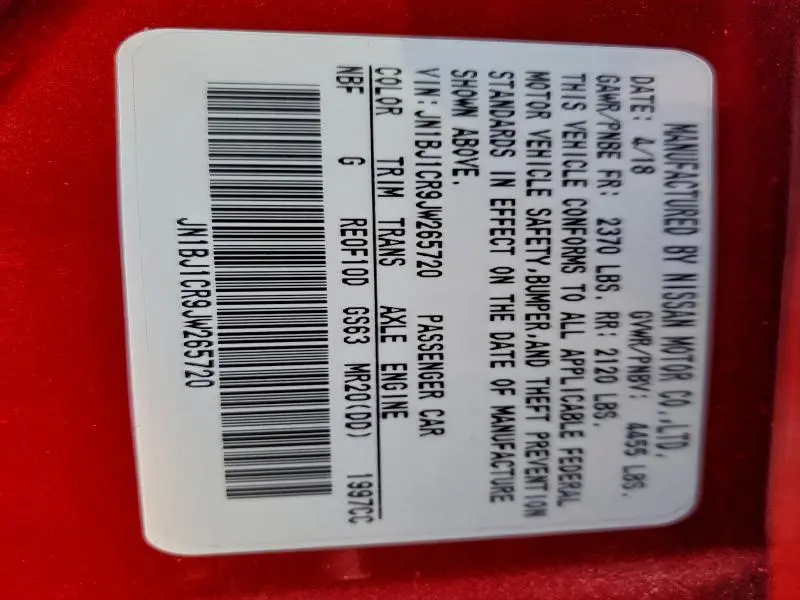 MANUFACTURED BY NISSAN MOTOR CO.,LTD.
DATE: 4/18 GVWR/PNBV: 4455 LBS.
GAWR/PNBE FR: 2370 LBS. RR: 2120 LBS.
THIS VEHICLE CONFORMS TO ALL APPLICABLE FEDERAL
MOTOR VEHICLE SAFETY,BUMPER,AND THEFT PREVENTION
STANDARDS IN EFFECT ON THE DATE OF MANUFACTURE
SHOWN ABOVE.
VIN:JN1BJ1CR9JW265720 PASSENGER CAR
COLOR TRIM TRANS AXLE ENGINE
NBF G REOF10D GS63 MR20(DD) 1997CC
JN1BJ1CR9JW265720